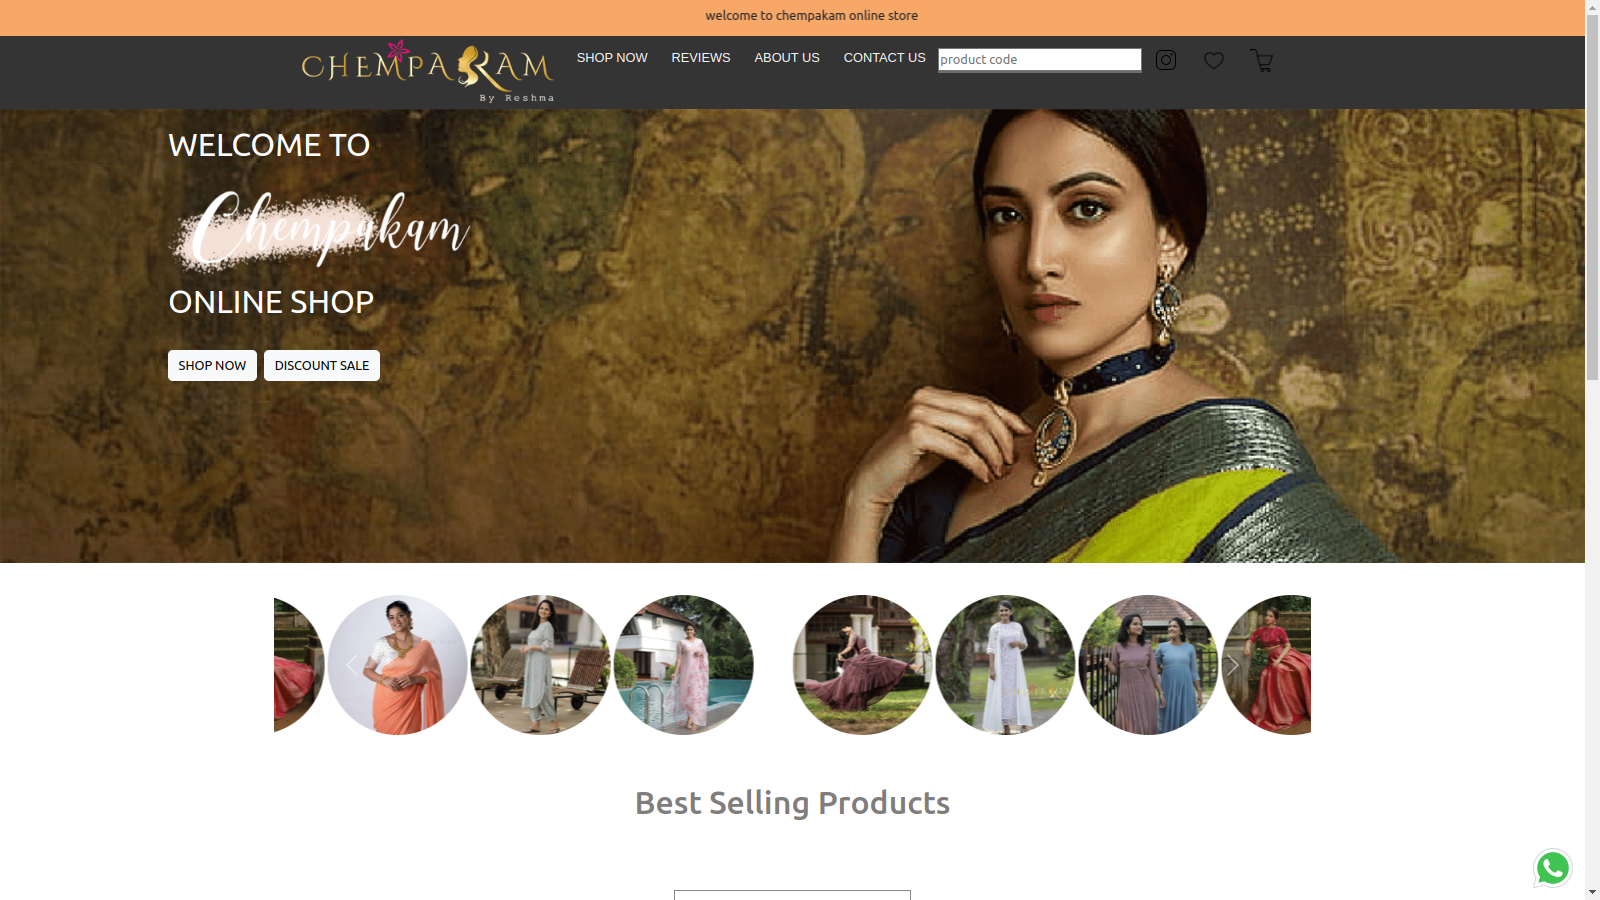 welcome to chempakam online store
CHEMPAKAM
By Reshma
SHOP NOW
REVIEWS
ABOUT US
CONTACT US
product code
WELCOME TO
Chempakam
ONLINE SHOP
SHOP NOW
DISCOUNT SALE
Best Selling Products